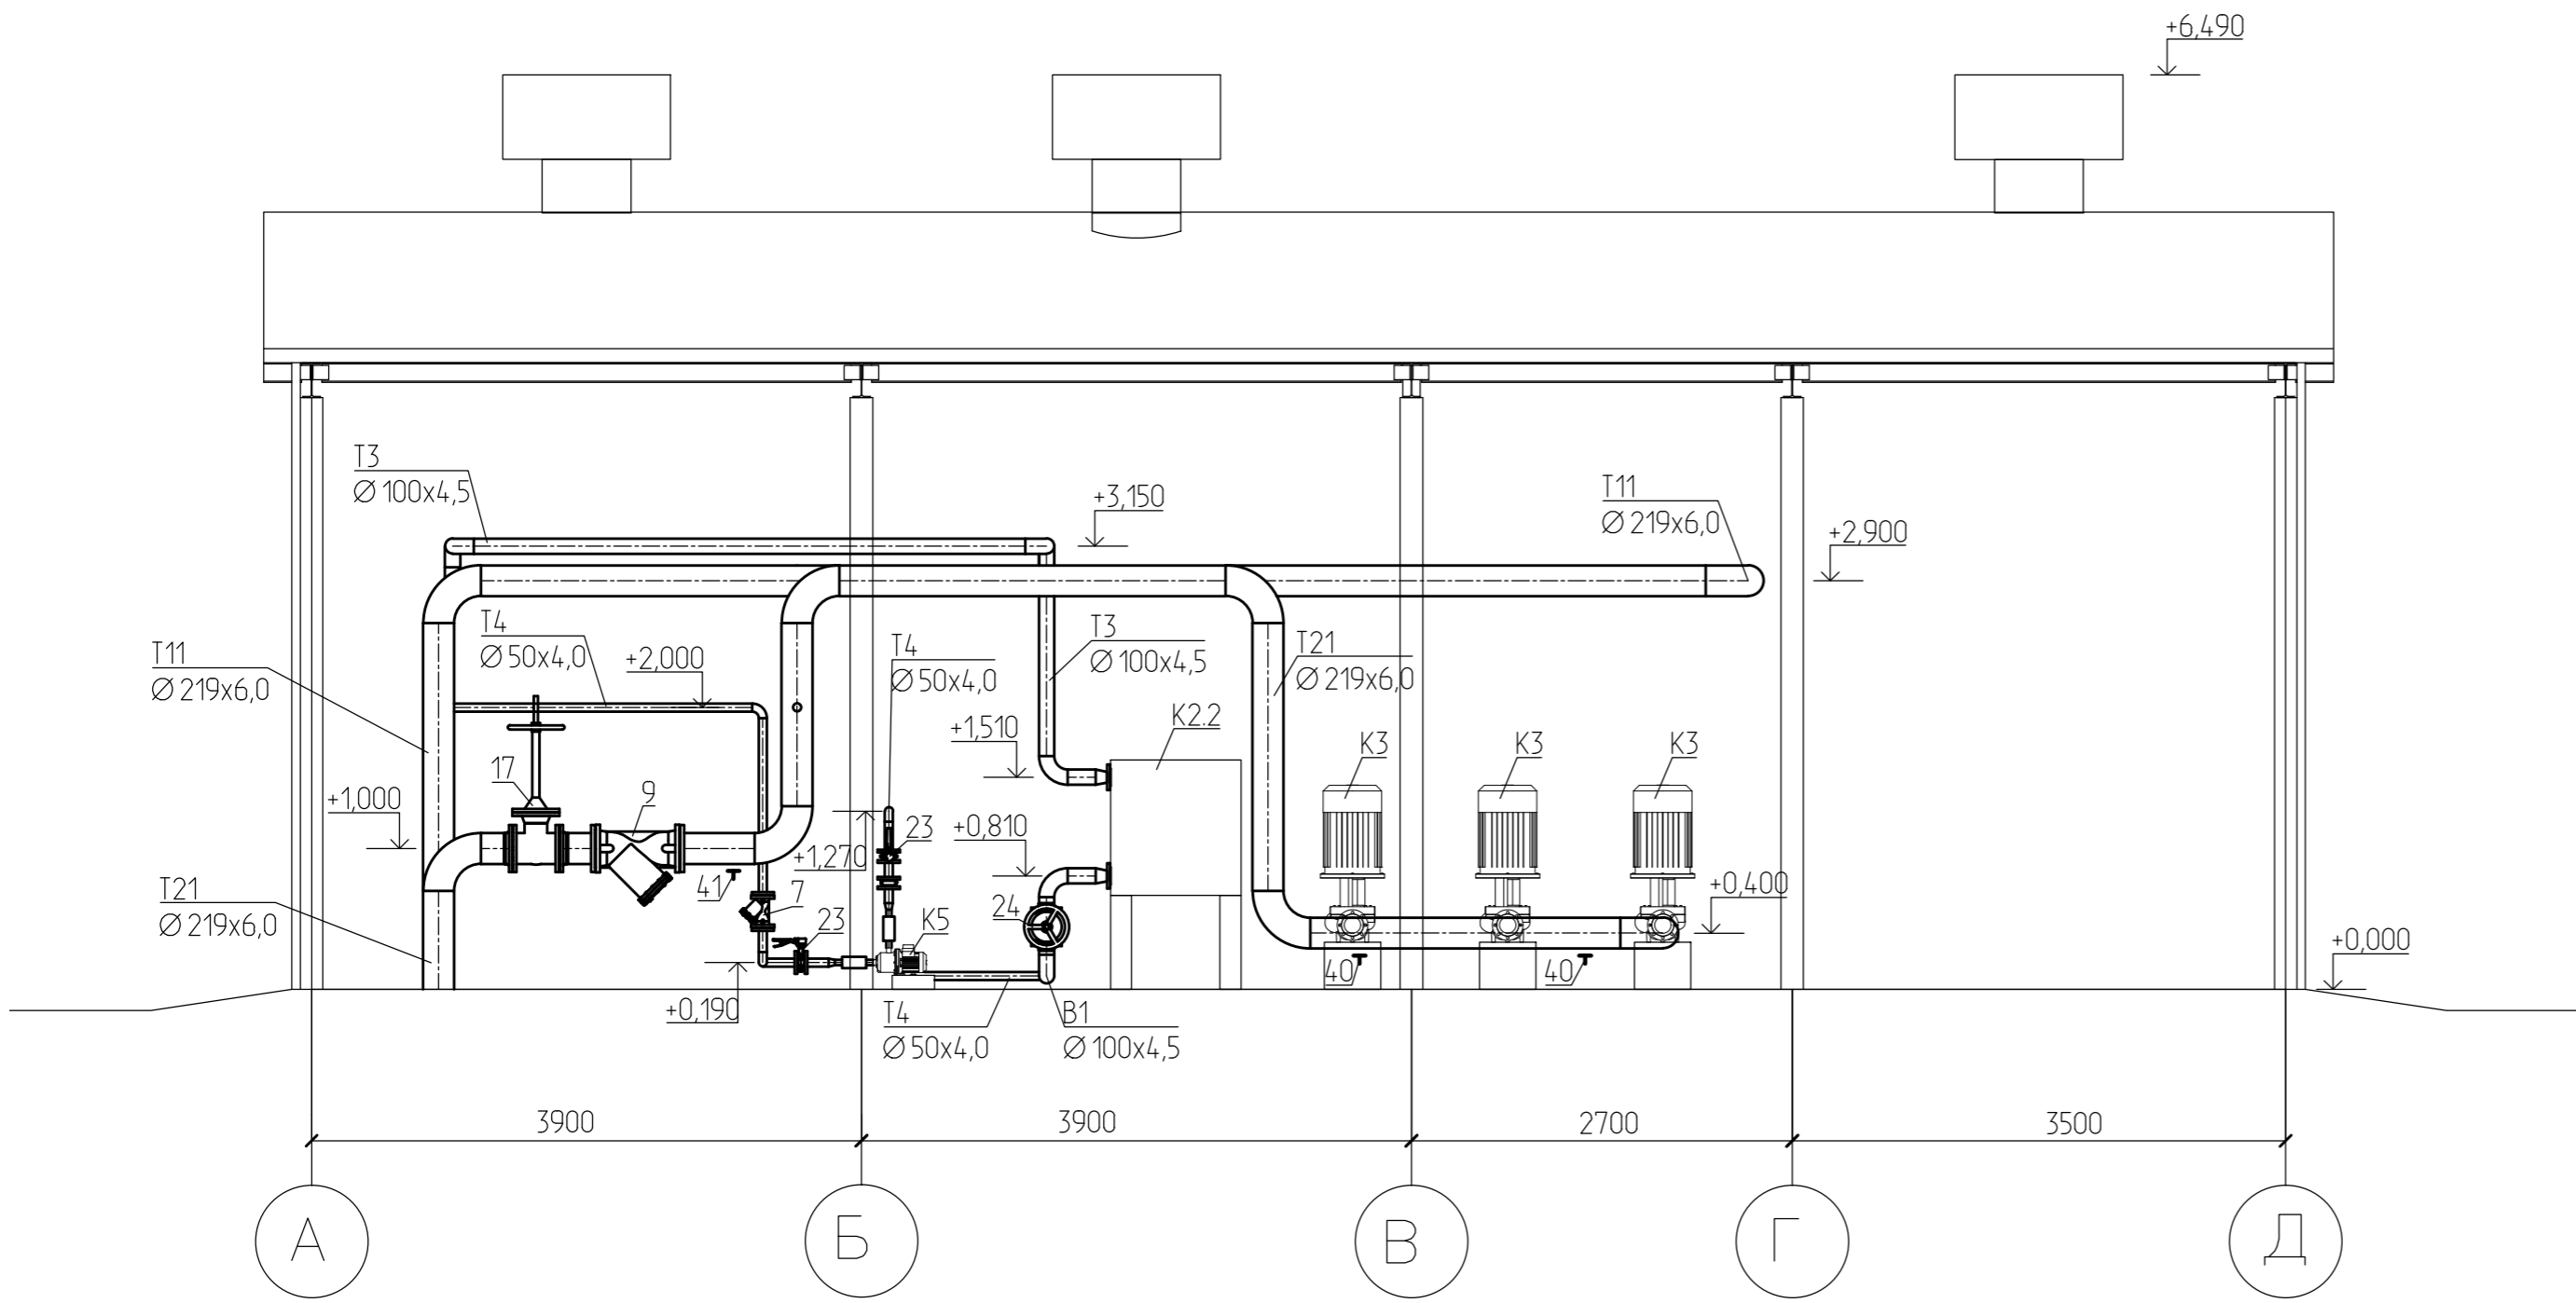 +6,490
Т3
Ø 100х4,5
+3,150
Т11
Ø 219х6,0
+2,900
Т4
Ø 50х4,0
+2,000
Т11
Ø 219х6,0
Т4
Ø 50х4,0
Т3
Ø 100х4,5
Т21
Ø 219х6,0
+1,510
К2.2
К3
К3
К3
17
9
+1,000
+1,270
23
+0,810
41
7
23
К5
24
+0,400
Т21
Ø 219х6,0
40
40
+0,000
+0,190
Т4
Ø 50х4,0
В1
Ø 100х4,5
3900
3900
2700
3500
А
Б
В
Г
Д